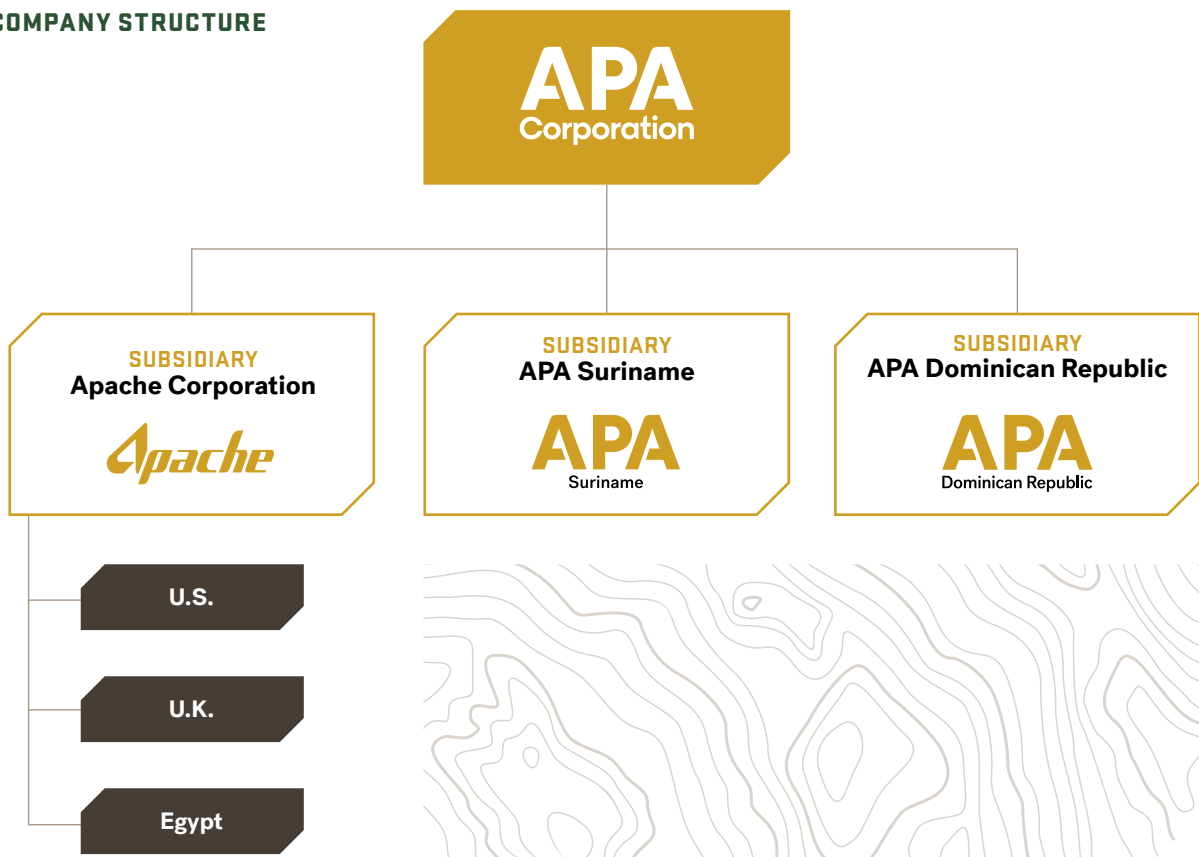 COMPANY STRUCTURE
APA
Corporation
SUBSIDIARY
Apache Corporation
Apache
SUBSIDIARY
APA Suriname
APA
Suriname
SUBSIDIARY
APA Dominican Republic
APA
Dominican Republic
U.S.
U.K.
Egypt